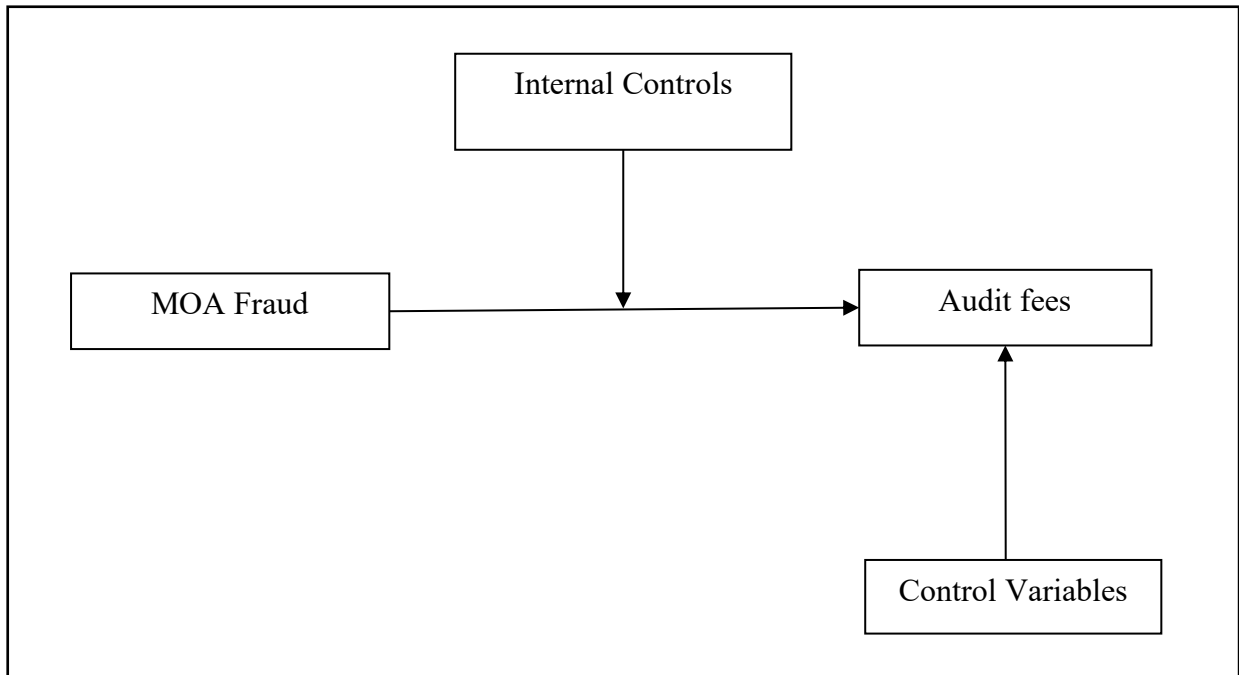 Internal Controls
MOA Fraud
Audit fees
Control Variables